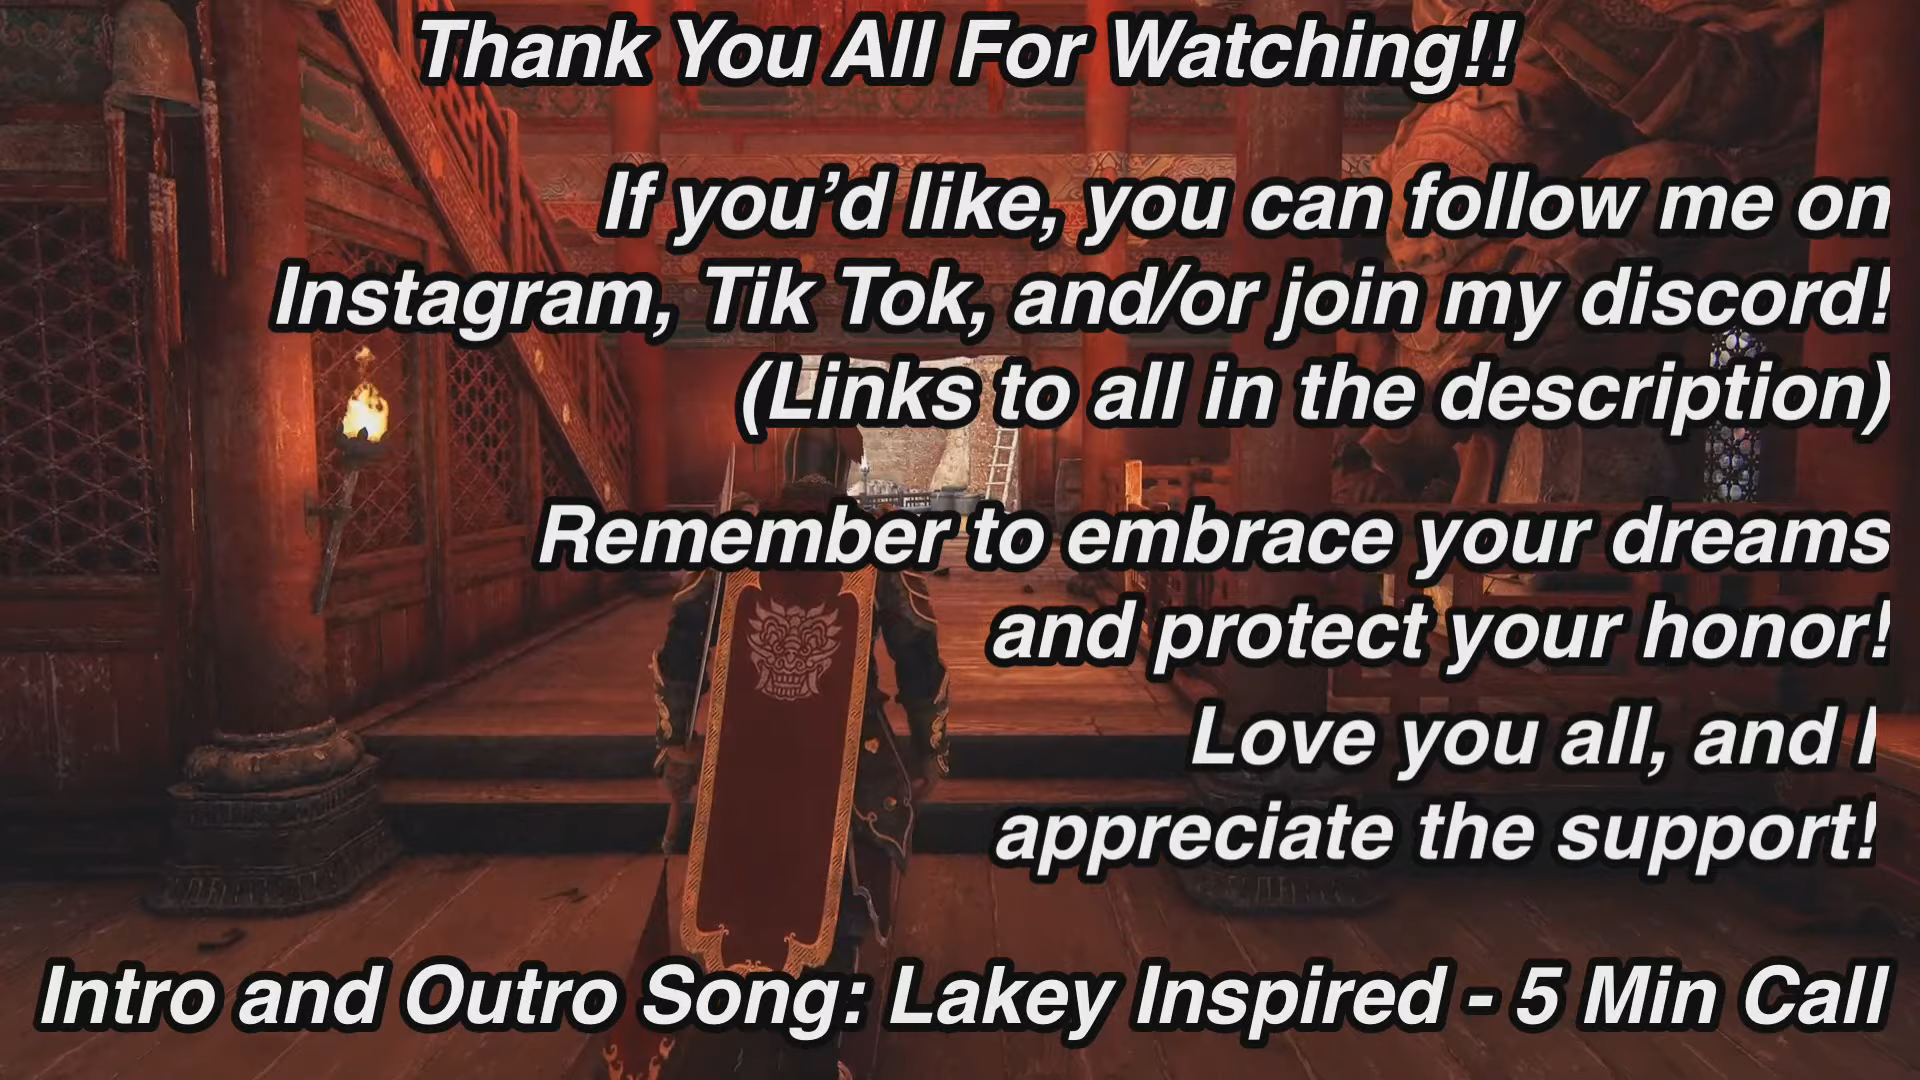 Thank You All For Watching!!
If you’d like, you can follow me on
Instagram, Tik Tok, and/or join my discord!
(Links to all in the description)
Remember to embrace your dreams
and protect your honor!
Love you all, and I
appreciate the support!
Intro and Outro Song: Lakey Inspired - 5 Min Call